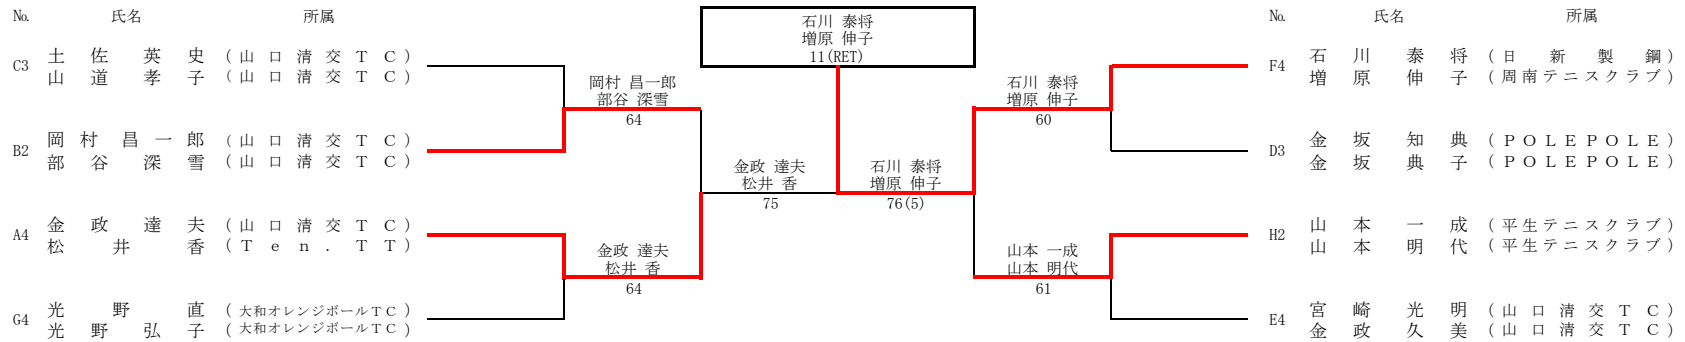 № 氏名 所属
C3 土佐 英史 (山口清交TC)
山道 孝子 (山口清交TC)
B2 岡村 昌一郎 (山口清交TC)
部谷 深雪 (山口清交TC)
A4 金政 達夫 (山口清交TC)
松井 香 (Ten.TT)
G4 光野 直 (大和オレンジボールTC)
光野 弘子 (大和オレンジボールTC)
岡村 昌一郎
部谷 深雪
64
金政 達夫
松井 香
64
金政 達夫
松井 香
75
石川 泰将
増原 伸子
11(RET)
石川 泰将
増原 伸子
76(5)
石川 泰将
増原 伸子
60
山本 一成
山本 明代
61
№ 氏名 所属
F4 石川 泰将 (日新製鋼)
増原 伸子 (周南テニスクラブ)
D3 金坂 知典 (POLEPOLE)
金坂 典子 (POLEPOLE)
H2 山本 一成 (平生テニスクラブ)
山本 明代 (平生テニスクラブ)
E4 宮崎 光明 (山口清交TC)
金政 久美 (山口清交TC)